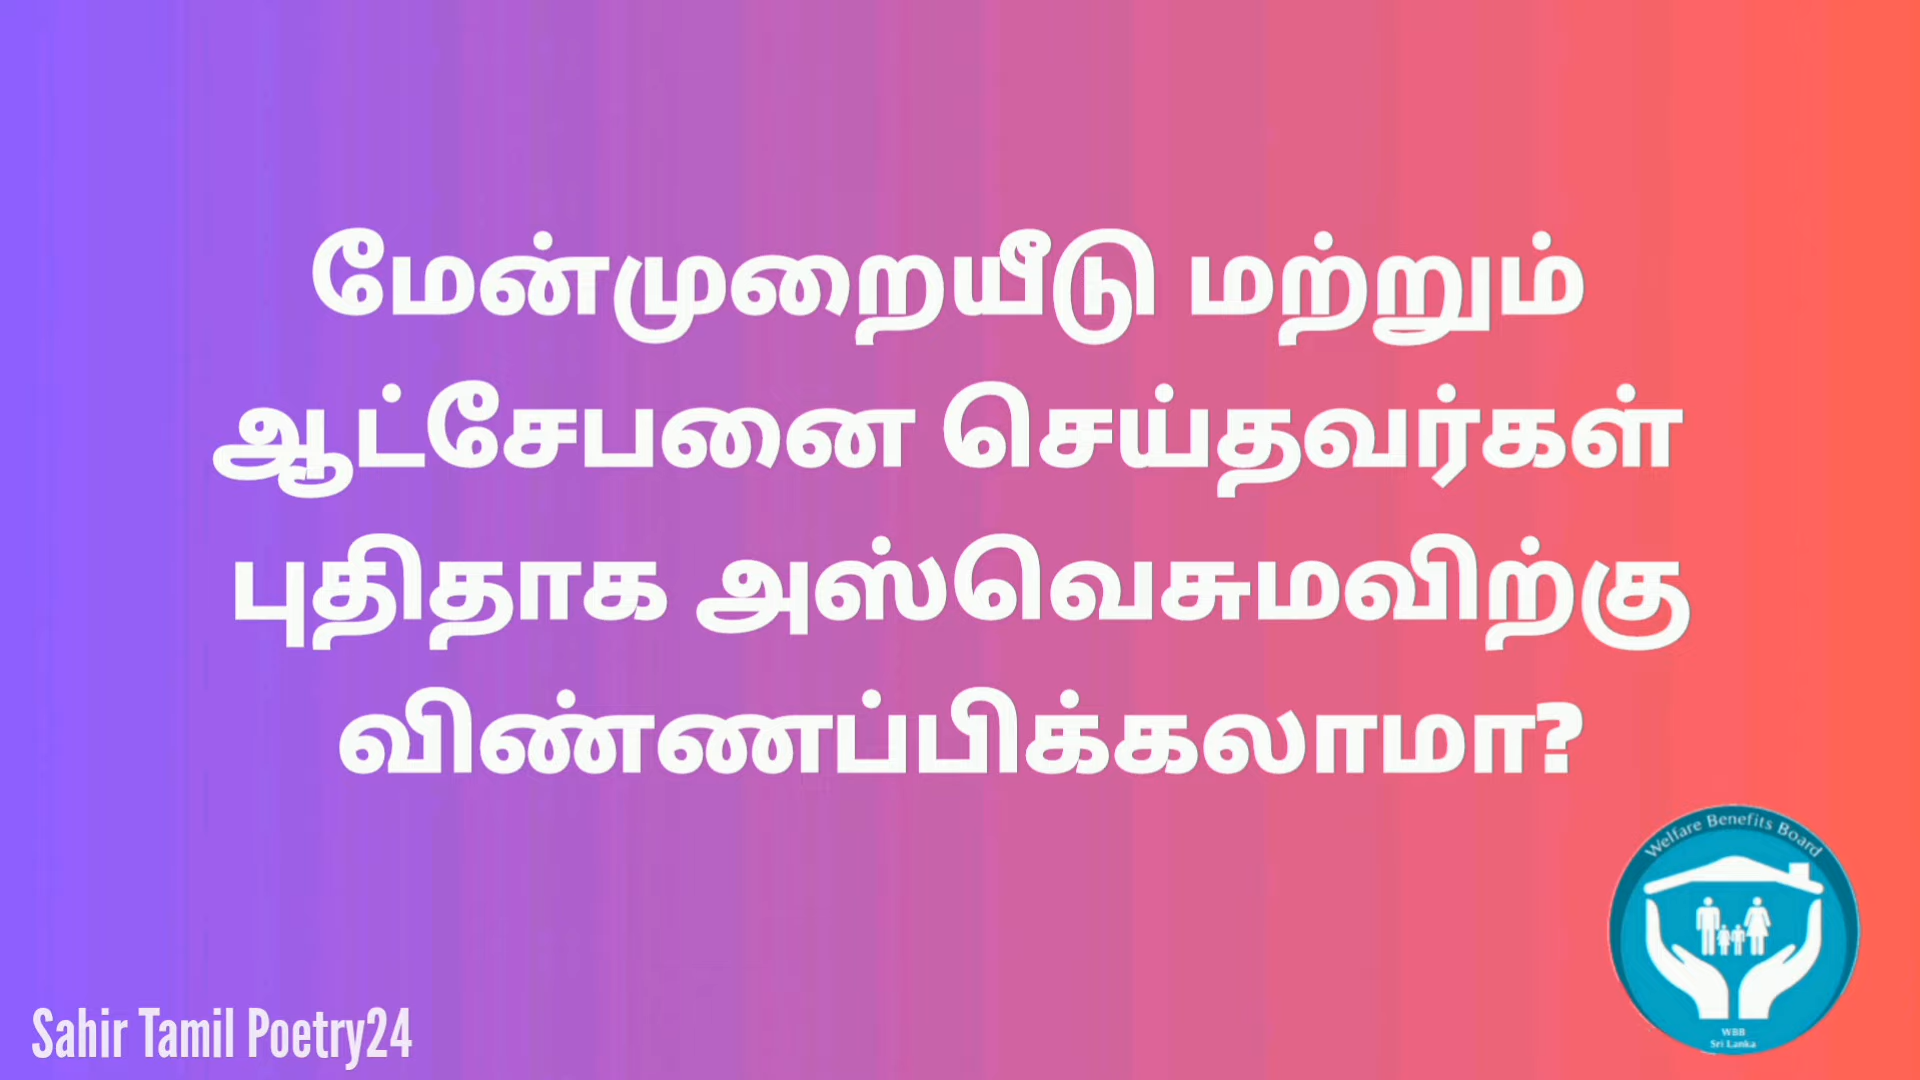 மேன்முறையீடு மற்றும்
ஆட்சேபனை செய்தவர்கள்
புதிதாக அஸ்வெசுமவிற்கு
விண்ணப்பிக்கலாமா?
Welfare Benefits Board
WBB
Sri Lanka
Sahir Tamil Poetry24